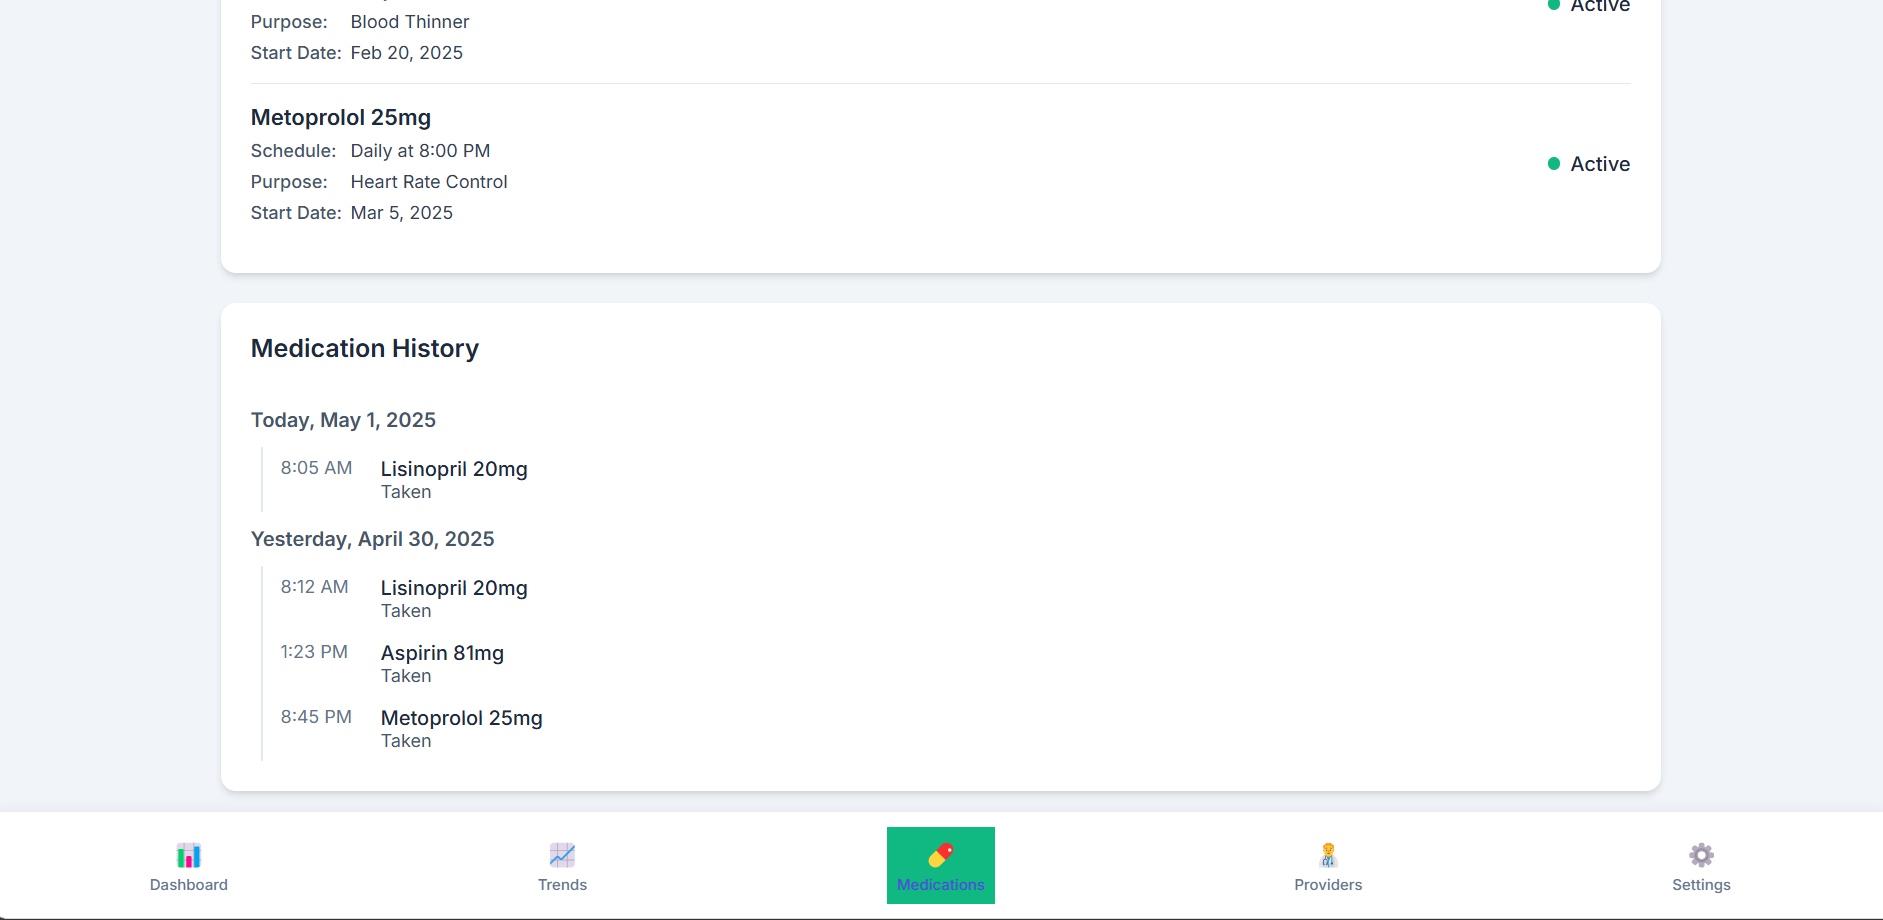 Active
Purpose: Blood Thinner
Start Date: Feb 20, 2025
Metoprolol 25mg
Schedule: Daily at 8:00 PM
Active
Purpose: Heart Rate Control
Start Date: Mar 5, 2025
Medication History
Today, May 1, 2025
8:05 AM Lisinopril 20mg
Taken
Yesterday, April 30, 2025
8:12 AM Lisinopril 20mg
Taken
1:23 PM Aspirin 81mg
Taken
8:45 PM Metoprolol 25mg
Taken
Dashboard Trends Medications Providers Settings